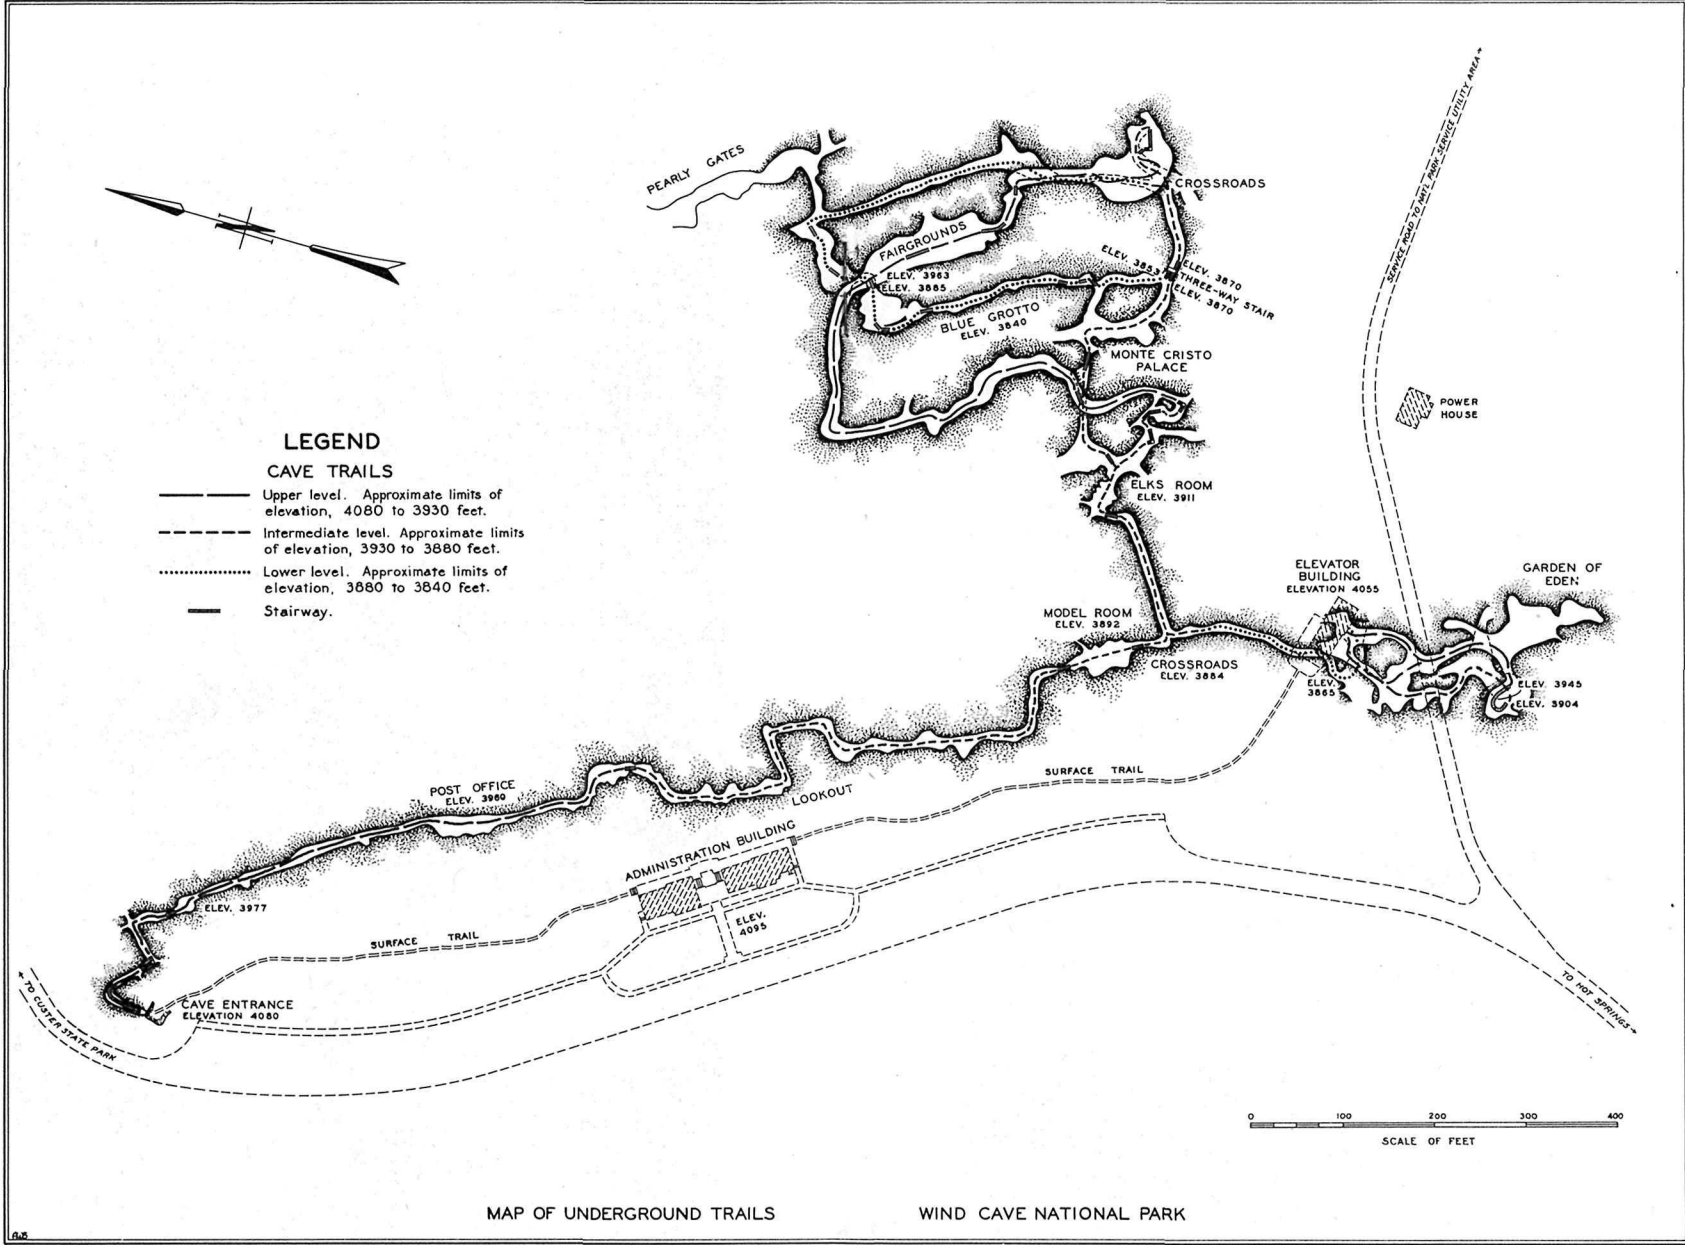 SERVICE ROAD TO NAT'L PARK SERVICE UTILITY AREA
PEARLY GATES
CROSSROADS
FAIRGROUNDS
ELEV. 3963
ELEV. 3885
ELEV. 3853
ELEV. 3870
THREE-WAY STAIR
ELEV. 3870
BLUE GROTTO
ELEV. 3840
MONTE CRISTO
PALACE
POWER
HOUSE
LEGEND
CAVE TRAILS
Upper level. Approximate limits of
elevation, 4080 to 3930 feet.
Intermediate level. Approximate limits
of elevation, 3930 to 3880 feet.
Lower level. Approximate limits of
elevation, 3880 to 3840 feet.
Stairway.
ELKS ROOM
ELEV. 3911
ELEVATOR
BUILDING
ELEVATION 4055
GARDEN OF
EDEN
MODEL ROOM
ELEV. 3892
CROSSROADS
ELEV. 3884
ELEV.
3865
ELEV. 3945
ELEV. 3904
SURFACE TRAIL
POST OFFICE
ELEV. 3960
LOOKOUT
ADMINISTRATION BUILDING
ELEV. 3977
ELEV.
4095
SURFACE TRAIL
CAVE ENTRANCE
ELEVATION 4080
TO CUSTER STATE PARK
TO HOT SPRINGS
0 100 200 300 400
SCALE OF FEET
MAP OF UNDERGROUND TRAILS WIND CAVE NATIONAL PARK